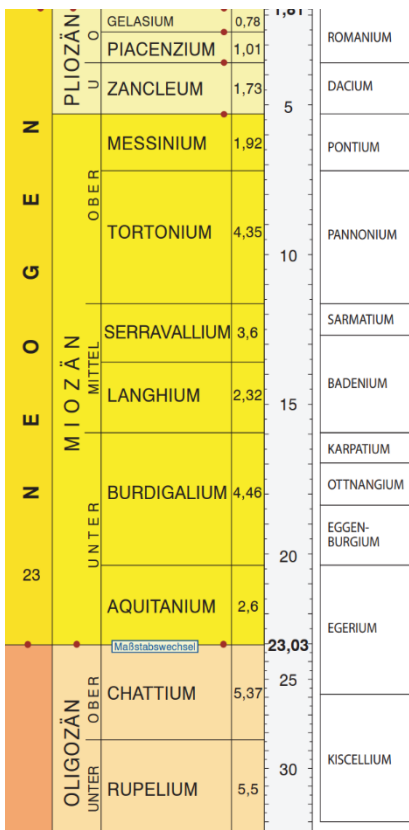 1,81
GELASIUM 0,78
PIACENZIUM 1,01
ROMANIUM
PLIOZÄN
O
U
ZANCLEUM 1,73
DACIUM
5
NEOGEN
23
MIOZÄN
OBER
MESSINIUM 1,92
PONTIUM
TORTONIUM 4,35
10
PANNONIUM
MITTEL
SERRAVALLIUM 3,6
SARMATIUM
LANGHIUM 2,32
BADENIUM
15
UNTER
BURDIGALIUM 4,46
KARPATIUM
OTTNANGIUM
EGGEN-
BURGIUM
20
AQUITANIUM 2,6
EGERIUM
Maßstabswechsel
23,03
OLIGOZÄN
OBER
CHATTIUM 5,37
25
UNTER
RUPELIUM 5,5
KISCELLIUM
30